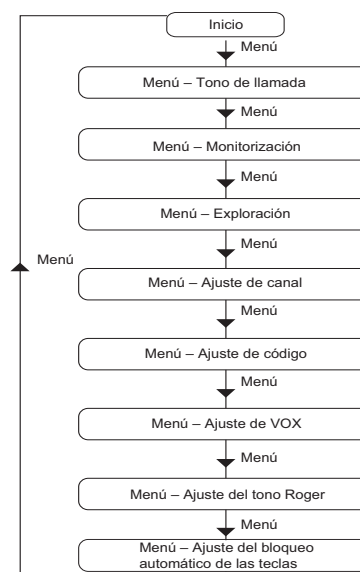 Inicio
Menú
Menú – Tono de llamada
Menú
Menú – Monitorización
Menú
Menú – Exploración
Menú
Menú
Menú – Ajuste de canal
Menú
Menú – Ajuste de código
Menú
Menú – Ajuste de VOX
Menú
Menú – Ajuste del tono Roger
Menú
Menú – Ajuste del bloqueo
automático de las teclas